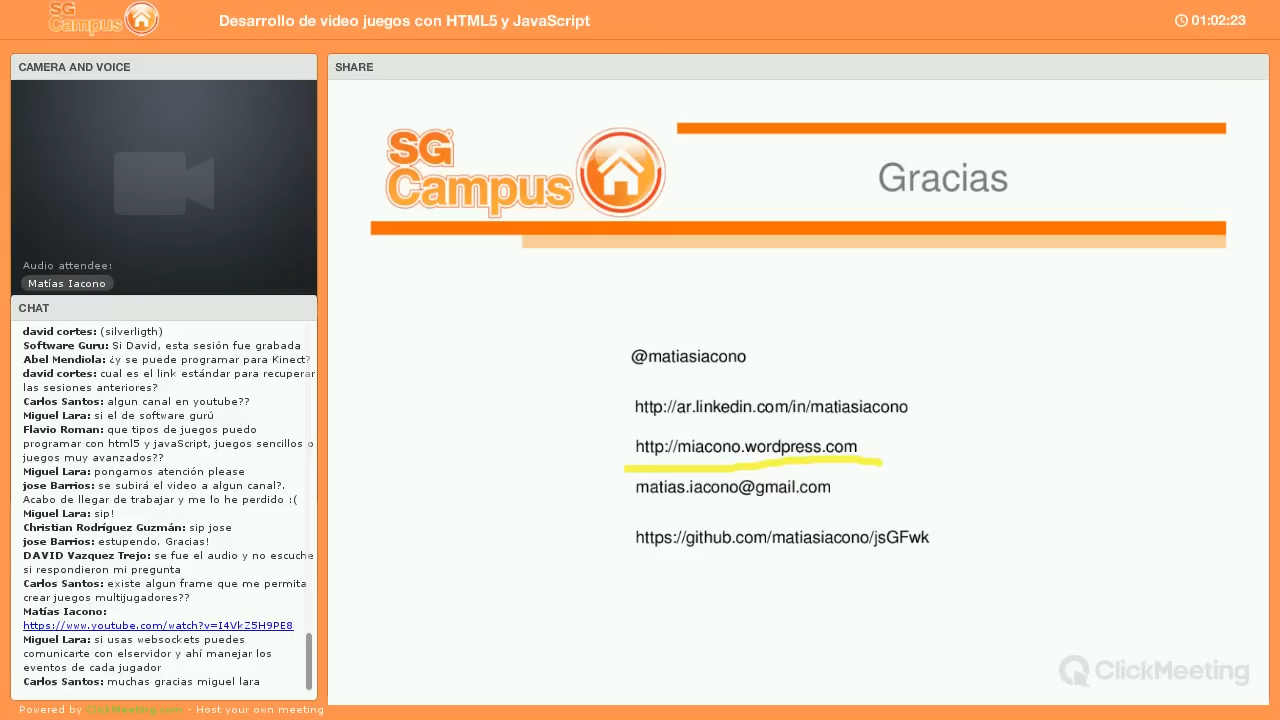 SG
Campus
Desarrollo de video juegos con HTML5 y JavaScript
01:02:23
CAMERA AND VOICE
Audio attendee:
Matías Iacono
CHAT
david cortes: (silverligth)
Software Guru: Si David, esta sesión fue grabada
Abel Mendiola: ¿y se puede programar para Kinect?
david cortes: cual es el link estándar para recuperar
las sesiones anteriores?
Carlos Santos: algun canal en youtube??
Miguel Lara: si el de software gurú
Flavio Roman: que tipos de juegos puedo
programar con html5 y javaScript, juegos sencillos o
juegos muy avanzados??
Miguel Lara: pongamos atención please
jose Barrios: se subirá el video a algun canal?.
Acabo de llegar de trabajar y me lo he perdido :(
Miguel Lara: sip!
Christian Rodríguez Guzmán: sip jose
jose Barrios: estupendo. Gracias!
DAVID Vazquez Trejo: se fue el audio y no escuche
si respondieron mi pregunta
Carlos Santos: existe algun frame que me permita
crear juegos multijugadores??
Matías Iacono:
https://www.youtube.com/watch?v=I4VkZ5H9PE8
Miguel Lara: si usas websockets puedes
comunicarte con elservidor y ahí manejar los
eventos de cada jugador
Carlos Santos: muchas gracias miguel lara
Powered by ClickMeeting.com - Host your own meeting
SHARE
SG
Campus
Gracias
@matiasiacono
http://ar.linkedin.com/in/matiasiacono
http://miacono.wordpress.com
matias.iacono@gmail.com
https://github.com/matiasiacono/jsGFwk
ClickMeeting